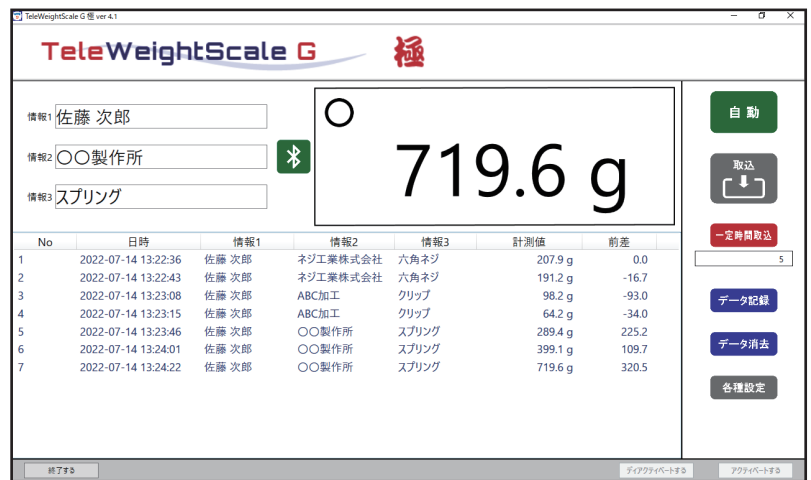 TeleWeightScale G 極 ver 4.1
TeleWeightScale G 極
情報1 佐藤 次郎
情報2 〇〇製作所
情報3 スプリング
〇
719.6 g
自動
取込
一定時間取込
5
データ記録
データ消去
各種設定
No 日時 情報1 情報2 情報3 計測値 前差
1 2022-07-14 13:22:36 佐藤 次郎 ネジ工業株式会社 六角ネジ 207.9 g 0.0
2 2022-07-14 13:22:43 佐藤 次郎 ネジ工業株式会社 六角ネジ 191.2 g -16.7
3 2022-07-14 13:23:08 佐藤 次郎 ABC加工 クリップ 98.2 g -93.0
4 2022-07-14 13:23:15 佐藤 次郎 ABC加工 クリップ 64.2 g -34.0
5 2022-07-14 13:23:46 佐藤 次郎 〇〇製作所 スプリング 289.4 g 225.2
6 2022-07-14 13:24:01 佐藤 次郎 〇〇製作所 スプリング 399.1 g 109.7
7 2022-07-14 13:24:22 佐藤 次郎 〇〇製作所 スプリング 719.6 g 320.5
終了する
ディアクティベートする
アクティベートする